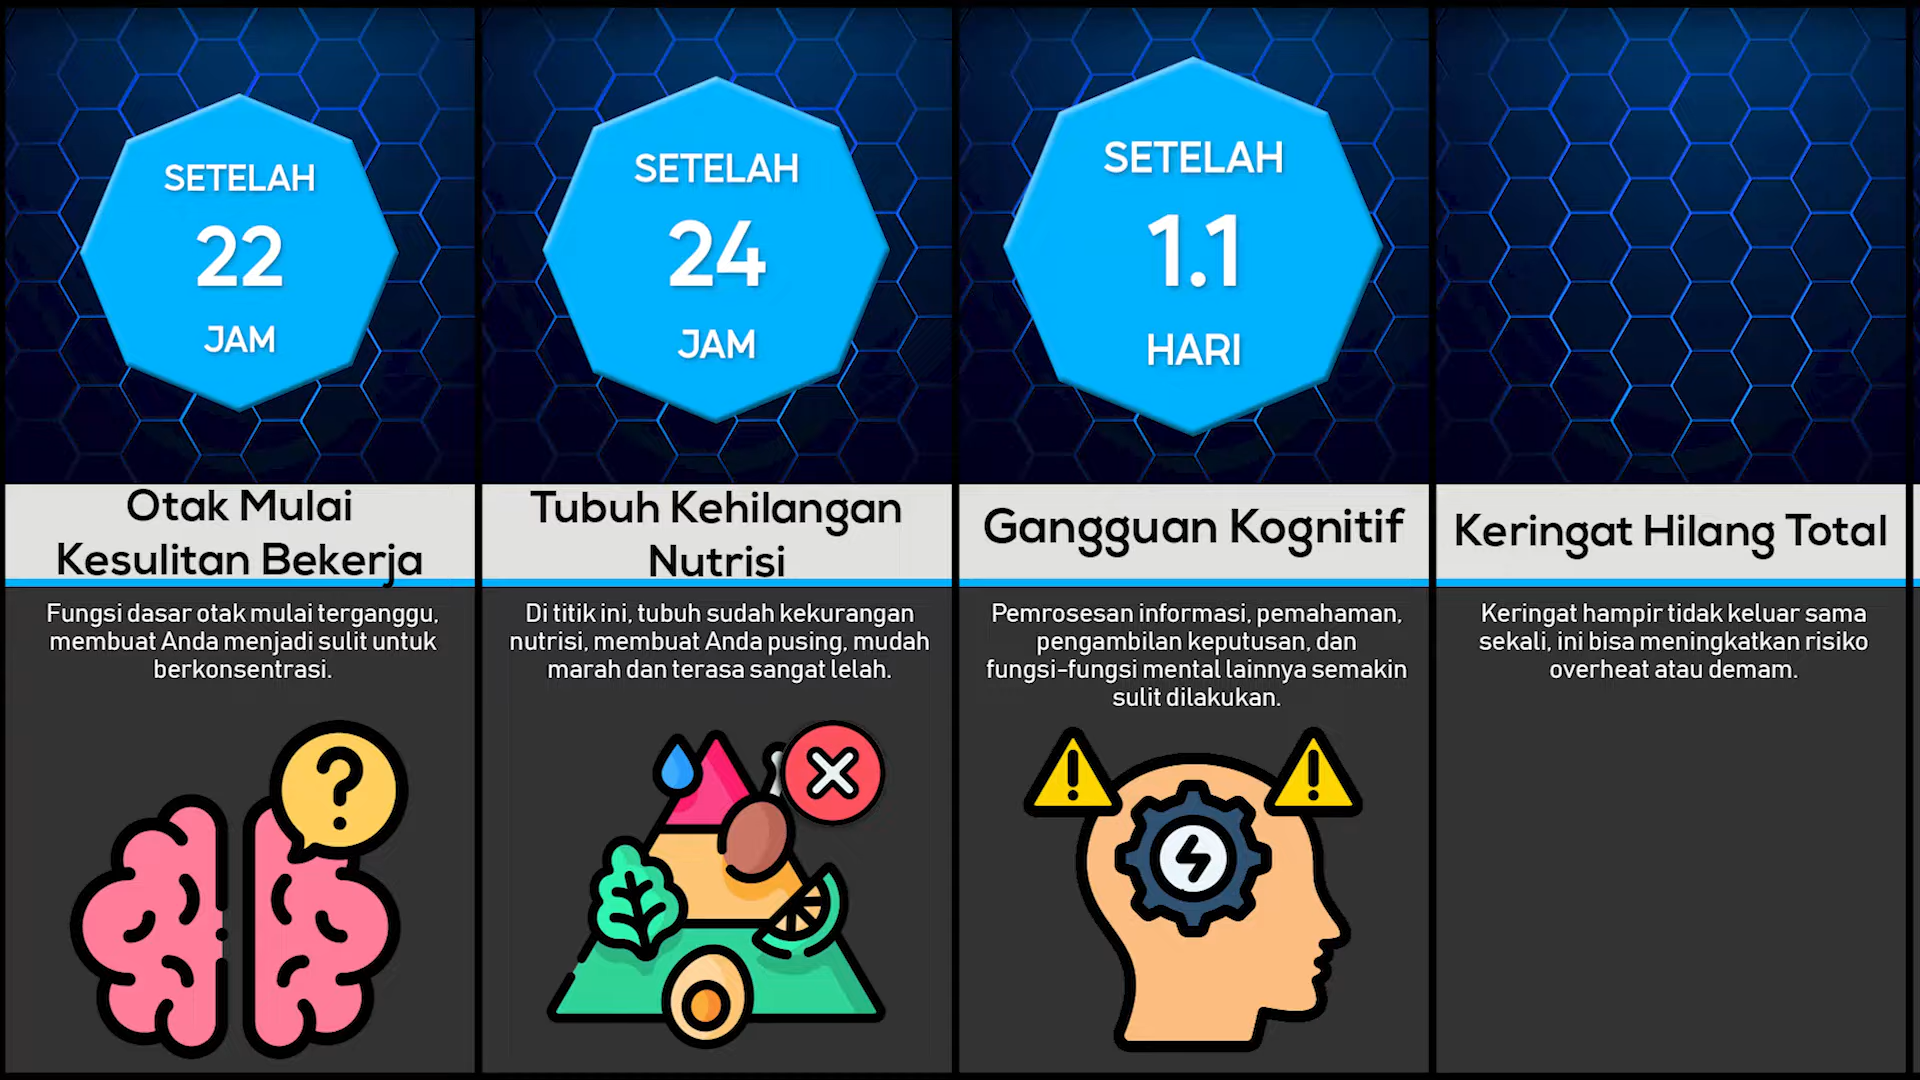 SETELAH
22
JAM
Otak Mulai
Kesulitan Bekerja
Fungsi dasar otak mulai terganggu,
membuat Anda menjadi sulit untuk
berkonsentrasi.
?
SETELAH
24
JAM
Tubuh Kehilangan
Nutrisi
Di titik ini, tubuh sudah kekurangan
nutrisi, membuat Anda pusing, mudah
marah dan terasa sangat lelah.
SETELAH
1.1
HARI
Gangguan Kognitif
Pemrosesan informasi, pemahaman,
pengambilan keputusan, dan
fungsi-fungsi mental lainnya semakin
sulit dilakukan.
Keringat Hilang Total
Keringat hampir tidak keluar sama
sekali, ini bisa meningkatkan risiko
overheat atau demam.